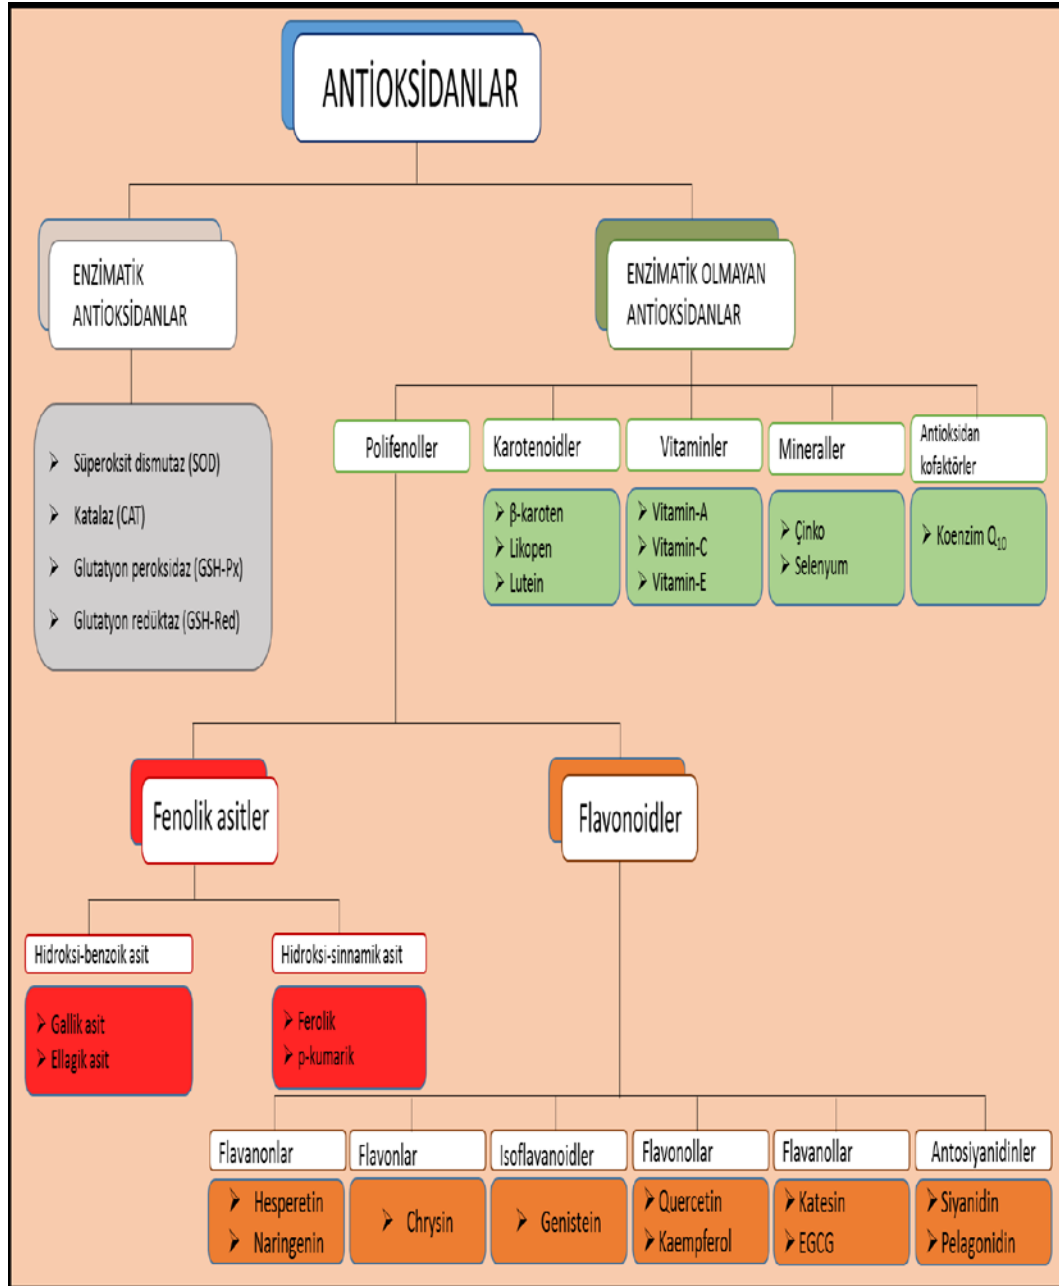 ANTİOKSİDANLAR
ENZİMATİK
ANTİOKSİDANLAR
ENZİMATİK OLMAYAN
ANTİOKSİDANLAR
➢ Süperoksit dismutaz (SOD)
➢ Katalaz (CAT)
➢ Glutatyon peroksidaz (GSH-Px)
➢ Glutatyon redüktaz (GSH-Red)
Polifenoller
Karotenoidler
➢ β-karoten
➢ Likopen
➢ Lutein
Vitaminler
➢ Vitamin-A
➢ Vitamin-C
➢ Vitamin-E
Mineraller
➢ Çinko
➢ Selenyum
Antioksidan
kofaktörler
➢ Koenzim Q10
Fenolik asitler
Flavonoidler
Hidroksi-benzoik asit
➢ Gallik asit
➢ Ellagik asit
Hidroksi-sinnamik asit
➢ Ferolik
➢ p-kumarik
Flavanonlar
➢ Hesperetin
➢ Naringenin
Flavonlar
➢ Chrysin
Isoflavanoidler
➢ Genistein
Flavonollar
➢ Quercetin
➢ Kaempferol
Flavanollar
➢ Katesin
➢ EGCG
Antosiyanidinler
➢ Siyanidin
➢ Pelagonidin